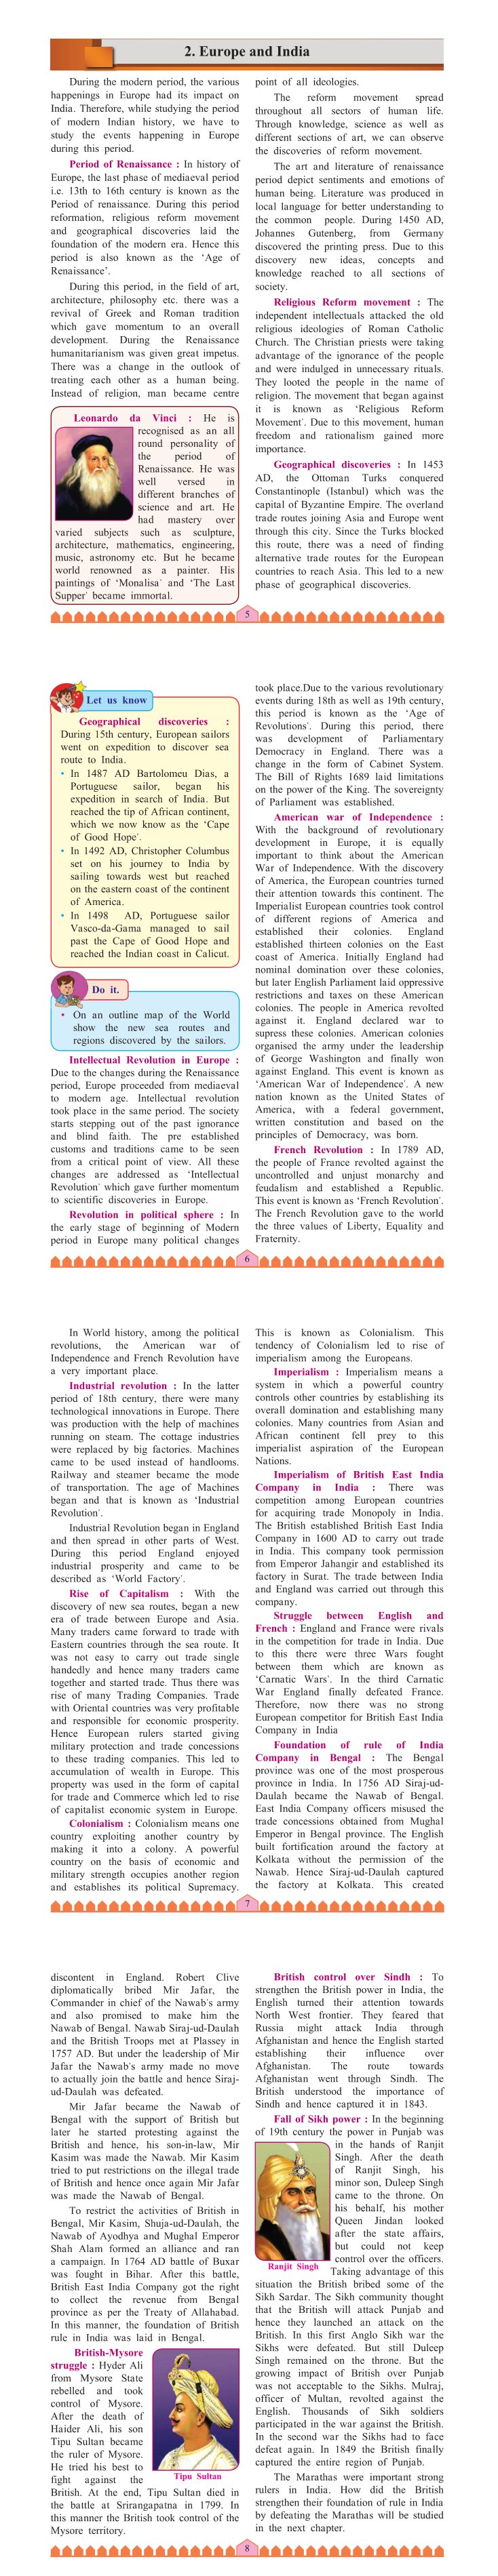 2. Europe and India
During the modern period, the various
happenings in Europe had its impact on
India. Therefore, while studying the period
of modern Indian history, we have to
study the events happening in Europe
during this period.
Period of Renaissance : In history of
Europe, the last phase of mediaeval period
i.e. 13th to 16th century is known as the
Period of renaissance. During this period
reformation, religious reform movement
and geographical discoveries laid the
foundation of the modern era. Hence this
period is also known as the ‘Age of
Renaissance’.
During this period, in the field of art,
architecture, philosophy etc. there was a
revival of Greek and Roman tradition
which gave momentum to an overall
development. During the Renaissance
humanitarianism was given great impetus.
There was a change in the outlook of
treating each other as a human being.
Instead of religion, man became centre
Leonardo da Vinci : He is
recognised as an all
round personality of
the period of
Renaissance. He was
well versed in
different branches of
science and art. He
had mastery over
varied subjects such as sculpture,
architecture, mathematics, engineering,
music, astronomy etc. But he became
world renowned as a painter. His
paintings of ‘Monalisa’ and ‘The Last
Supper’ became immortal.
point of all ideologies.
The reform movement spread
throughout all sectors of human life.
Through knowledge, science as well as
different sections of art, we can observe
the discoveries of reform movement.
The art and literature of renaissance
period depict sentiments and emotions of
human being. Literature was produced in
local language for better understanding to
the common people. During 1450 AD,
Johannes Gutenberg, from Germany
discovered the printing press. Due to this
discovery new ideas, concepts and
knowledge reached to all sections of
society.
Religious Reform movement : The
independent intellectuals attacked the old
religious ideologies of Roman Catholic
Church. The Christian priests were taking
advantage of the ignorance of the people
and were indulged in unnecessary rituals.
They looted the people in the name of
religion. The movement that began against
it is known as ‘Religious Reform
Movement’. Due to this movement, human
freedom and rationalism gained more
importance.
Geographical discoveries : In 1453
AD, the Ottoman Turks conquered
Constantinople (Istanbul) which was the
capital of Byzantine Empire. The overland
trade routes joining Asia and Europe went
through this city. Since the Turks blocked
this route, there was a need of finding
alternative trade routes for the European
countries to reach Asia. This led to a new
phase of geographical discoveries.
5
Let us know
Geographical discoveries :
During 15th century, European sailors
went on expedition to discover sea
route to India.
• In 1487 AD Bartolomeu Dias, a
Portuguese sailor, began his
expedition in search of India. But
reached the tip of African continent,
which we now know as the ‘Cape
of Good Hope’.
• In 1492 AD, Christopher Columbus
set on his journey to India by
sailing towards west but reached
on the eastern coast of the continent
of America.
• In 1498 AD, Portuguese sailor
Vasco-da-Gama managed to sail
past the Cape of Good Hope and
reached the Indian coast in Calicut.
Do it.
• On an outline map of the World
show the new sea routes and
regions discovered by the sailors.
Intellectual Revolution in Europe :
Due to the changes during the Renaissance
period, Europe proceeded from mediaeval
to modern age. Intellectual revolution
took place in the same period. The society
starts stepping out of the past ignorance
and blind faith. The pre established
customs and traditions came to be seen
from a critical point of view. All these
changes are addressed as ‘Intellectual
Revolution’ which gave further momentum
to scientific discoveries in Europe.
Revolution in political sphere : In
the early stage of beginning of Modern
period in Europe many political changes
took place.Due to the various revolutionary
events during 18th as well as 19th century,
this period is known as the ‘Age of
Revolutions’. During this period, there
was development of Parliamentary
Democracy in England. There was a
change in the form of Cabinet System.
The Bill of Rights 1689 laid limitations
on the power of the King. The sovereignty
of Parliament was established.
American war of Independence :
With the background of revolutionary
development in Europe, it is equally
important to think about the American
War of Independence. With the discovery
of America, the European countries turned
their attention towards this continent. The
Imperialist European countries took control
of different regions of America and
established their colonies. England
established thirteen colonies on the East
coast of America. Initially England had
nominal domination over these colonies,
but later English Parliament laid oppressive
restrictions and taxes on these American
colonies. The people in America revolted
against it. England declared war to
supress these colonies. American colonies
organised the army under the leadership
of George Washington and finally won
against England. This event is known as
‘American War of Independence’. A new
nation known as the United States of
America, with a federal government,
written constitution and based on the
principles of Democracy, was born.
French Revolution : In 1789 AD,
the people of France revolted against the
uncontrolled and unjust monarchy and
feudalism and established a Republic.
This event is known as ‘French Revolution’.
The French Revolution gave to the world
the three values of Liberty, Equality and
Fraternity.
6
In World history, among the political
revolutions, the American war of
Independence and French Revolution have
a very important place.
Industrial revolution : In the latter
period of 18th century, there were many
technological innovations in Europe. There
was production with the help of machines
running on steam. The cottage industries
were replaced by big factories. Machines
came to be used instead of handlooms.
Railway and steamer became the mode
of transportation. The age of Machines
began and that is known as ‘Industrial
Revolution’.
Industrial Revolution began in England
and then spread in other parts of West.
During this period England enjoyed
industrial prosperity and came to be
described as ‘World Factory’.
Rise of Capitalism : With the
discovery of new sea routes, began a new
era of trade between Europe and Asia.
Many traders came forward to trade with
Eastern countries through the sea route. It
was not easy to carry out trade single
handedly and hence many traders came
together and started trade. Thus there was
rise of many Trading Companies. Trade
with Oriental countries was very profitable
and responsible for economic prosperity.
Hence European rulers started giving
military protection and trade concessions
to these trading companies. This led to
accumulation of wealth in Europe. This
property was used in the form of capital
for trade and Commerce which led to rise
of capitalist economic system in Europe.
Colonialism : Colonialism means one
country exploiting another country by
making it into a colony. A powerful
country on the basis of economic and
military strength occupies another region
and establishes its political Supremacy.
This is known as Colonialism. This
tendency of Colonialism led to rise of
imperialism among the Europeans.
Imperialism : Imperialism means a
system in which a powerful country
controls other countries by establishing its
overall domination and establishing many
colonies. Many countries from Asian and
African continent fell prey to this
imperialist aspiration of the European
Nations.
Imperialism of British East India
Company in India : There was
competition among European countries
for acquiring trade Monopoly in India.
The British established British East India
Company in 1600 AD to carry out trade
in India. This company took permission
from Emperor Jahangir and established its
factory in Surat. The trade between India
and England was carried out through this
company.
Struggle between English and
French : England and France were rivals
in the competition for trade in India. Due
to this there were three Wars fought
between them which are known as
‘Carnatic Wars’. In the third Carnatic
War England finally defeated France.
Therefore, now there was no strong
European competitor for British East India
Company in India
Foundation of rule of India
Company in Bengal : The Bengal
province was one of the most prosperous
province in India. In 1756 AD Siraj-ud-
Daulah became the Nawab of Bengal.
East India Company officers misused the
trade concessions obtained from Mughal
Emperor in Bengal province. The English
built fortification around the factory at
Kolkata without the permission of the
Nawab. Hence Siraj-ud-Daulah captured
the factory at Kolkata. This created
7
discontent in England. Robert Clive
diplomatically bribed Mir Jafar, the
Commander in chief of the Nawab's army
and also promised to make him the
Nawab of Bengal. Nawab Siraj-ud-Daulah
and the British Troops met at Plassey in
1757 AD. But under the leadership of Mir
Jafar the Nawab's army made no move
to actually join the battle and hence Siraj-
ud-Daulah was defeated.
Mir Jafar became the Nawab of
Bengal with the support of British but
later he started protesting against the
British and hence, his son-in-law, Mir
Kasim was made the Nawab. Mir Kasim
tried to put restrictions on the illegal trade
of British and hence once again Mir Jafar
was made the Nawab of Bengal.
To restrict the activities of British in
Bengal, Mir Kasim, Shuja-ud-Daulah, the
Nawab of Ayodhya and Mughal Emperor
Shah Alam formed an alliance and ran
a campaign. In 1764 AD battle of Buxar
was fought in Bihar. After this battle,
British East India Company got the right
to collect the revenue from Bengal
province as per the Treaty of Allahabad.
In this manner, the foundation of British
rule in India was laid in Bengal.
British-Mysore
struggle : Hyder Ali
from Mysore State
rebelled and took
control of Mysore.
After the death of
Haider Ali, his son
Tipu Sultan became
the ruler of Mysore.
He tried his best to
fight against the
Tipu Sultan
British. At the end, Tipu Sultan died in
the battle at Srirangapatna in 1799. In
this manner the British took control of the
Mysore territory.
British control over Sindh : To
strengthen the British power in India, the
English turned their attention towards
North West frontier. They feared that
Russia might attack India through
Afghanistan and hence the English started
establishing their influence over
Afghanistan. The route towards
Afghanistan went through Sindh. The
British understood the importance of
Sindh and hence captured it in 1843.
Fall of Sikh power : In the beginning
of 19th century the power in Punjab was
in the hands of Ranjit
Singh. After the death
of Ranjit Singh, his
minor son, Duleep Singh
came to the throne. On
his behalf, his mother
Queen Jindan looked
after the state affairs,
but could not keep
control over the officers.
Ranjit Singh
Taking advantage of this
situation the British bribed some of the
Sikh Sardar. The Sikh community thought
that the British will attack Punjab and
hence they launched an attack on the
British. In this first Anglo Sikh war the
Sikhs were defeated. But still Duleep
Singh remained on the throne. But the
growing impact of British over Punjab
was not acceptable to the Sikhs. Mulraj,
officer of Multan, revolted against the
English. Thousands of Sikh soldiers
participated in the war against the British.
In the second war the Sikhs had to face
defeat again. In 1849 the British finally
captured the entire region of Punjab.
The Marathas were important strong
rulers in India. How did the British
strengthen their foundation of rule in India
by defeating the Marathas will be studied
in the next chapter.
8